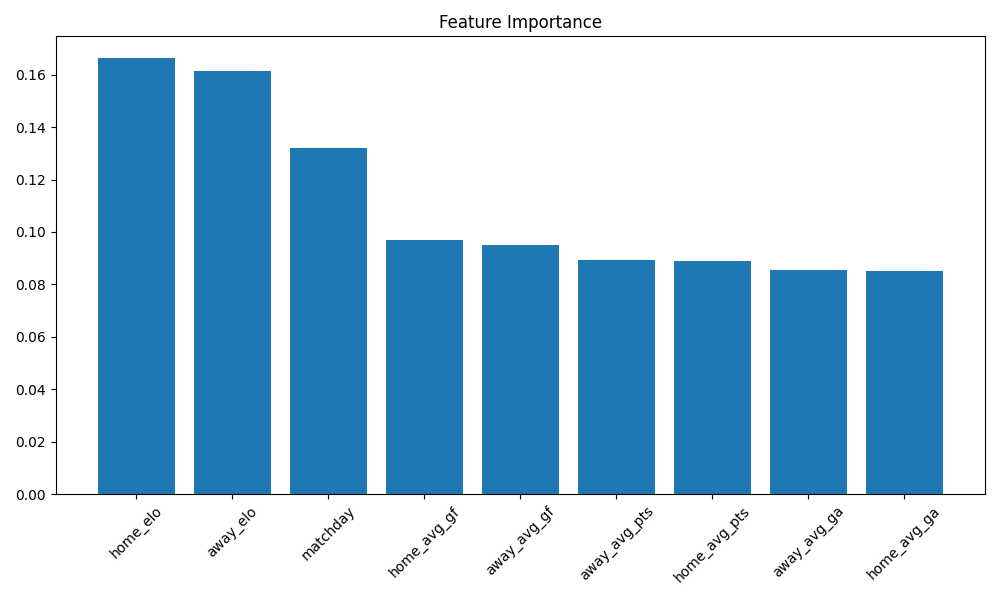 Feature Importance
0.16
0.14
0.12
0.10
0.08
0.06
0.04
0.02
0.00
home_elo
away_elo
matchday
home_avg_gf
away_avg_gf
away_avg_pts
home_avg_pts
away_avg_ga
home_avg_ga